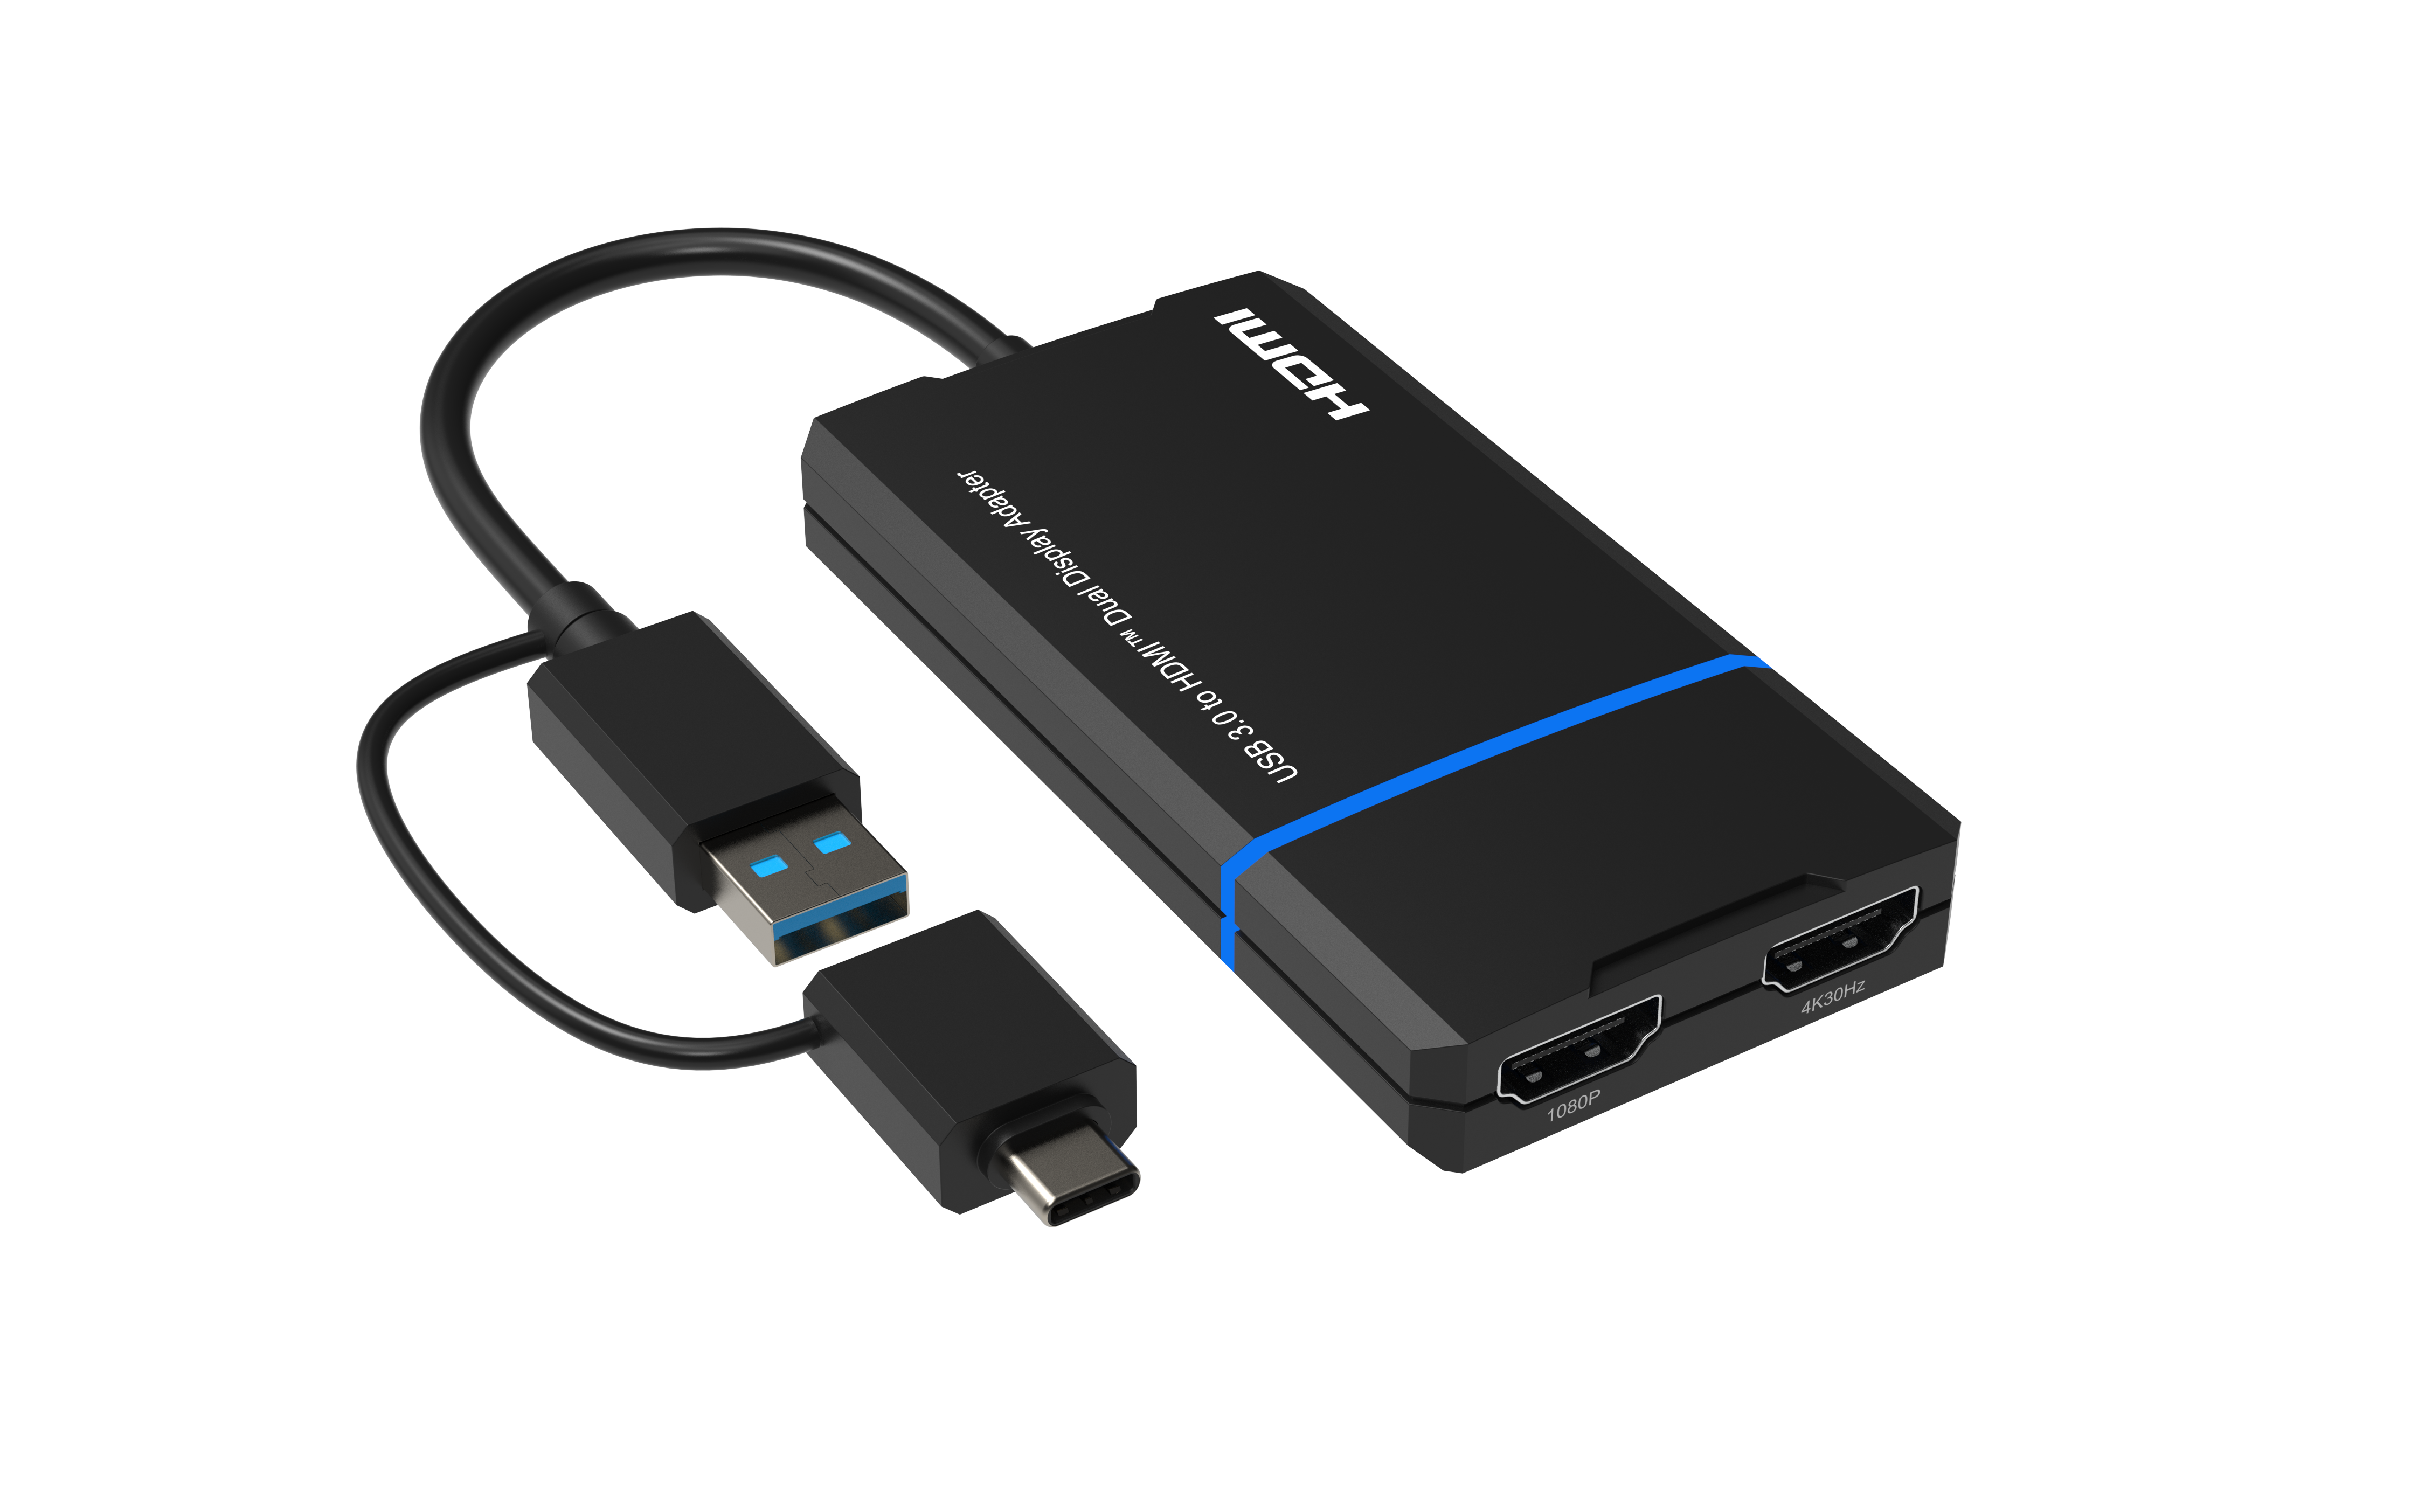 HDMI
USB 3.0 to HDMI™ Dual Display Adapter
1080P
4K30Hz